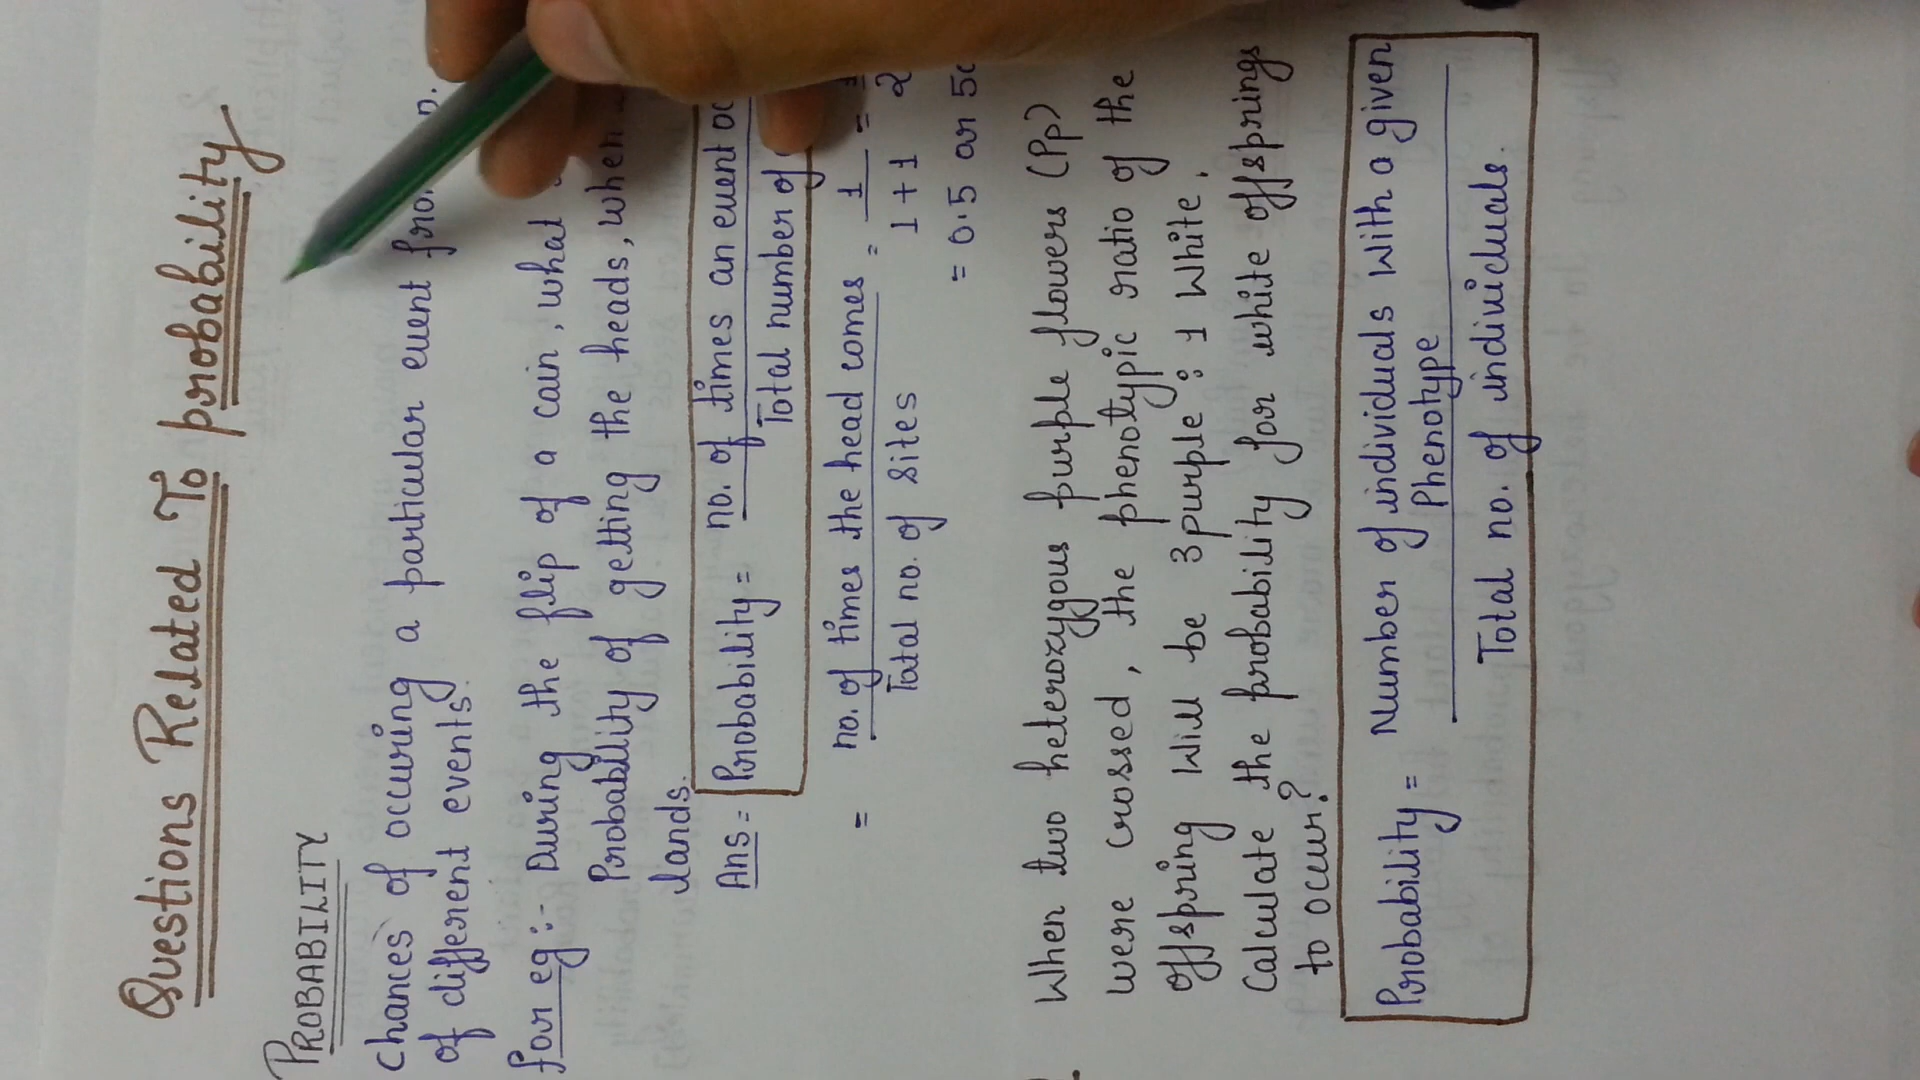 Questions Related To probability
PROBABILITY
Chances of occuring a particular event
of different events.
for eg :- During the flip of a coin, what
Probability of getting the heads, when
lands.
Ans = Probability = no. of times an event
Total number of
= no. of times the head comes = 1 =
Total no. of sites 1 + 1 2
= 0.5 or
When two heterozygous purple flowers (Pp)
were crossed, the phenotypic ratio of the
offspring will be 3 purple : 1 White,
Calculate the probability for white offsprings
to occur?
Probability = Number of individuals with a given
Phenotype
Total no. of individuals.